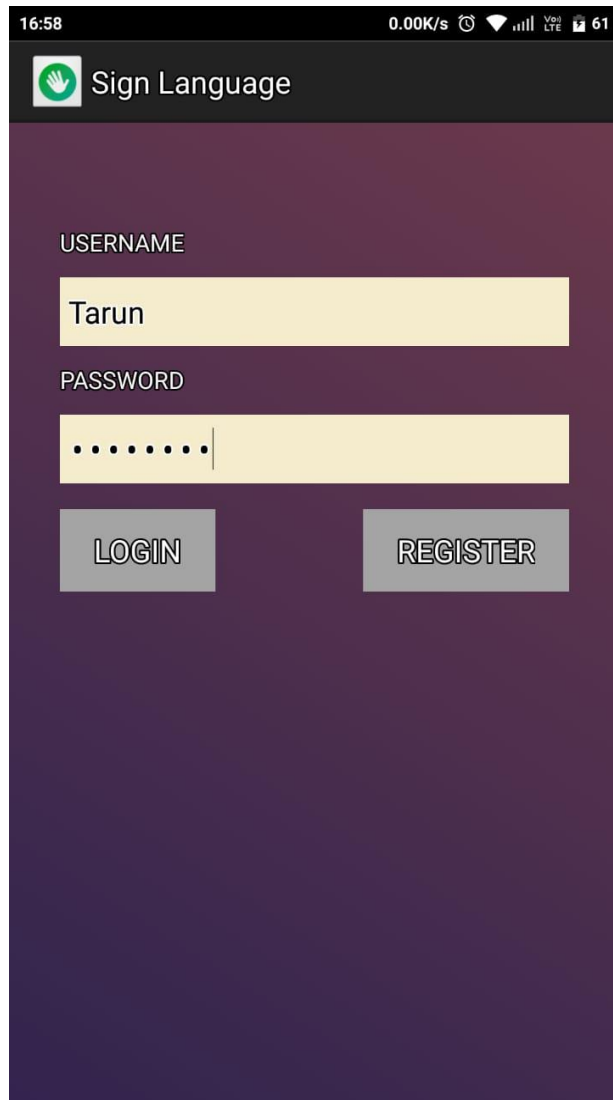 16:58 0.00K/s Vo)) LTE 61
Sign Language
USERNAME
Tarun
PASSWORD
••••••••
LOGIN REGISTER